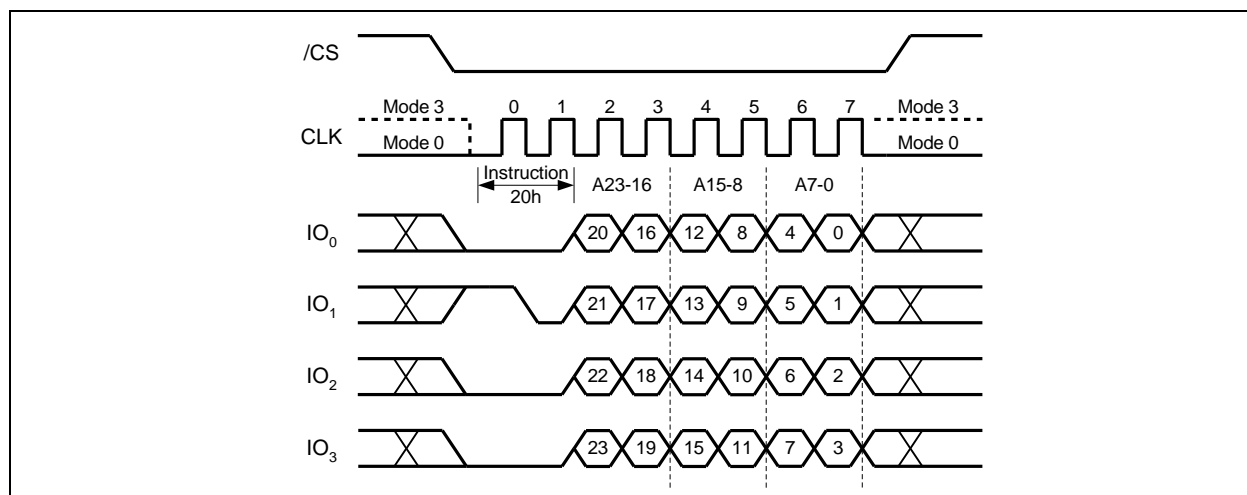 /CS
Mode 3 0 1 2 3 4 5 6 7 Mode 3
CLK
Mode 0 Mode 0
Instruction
20h
A23-16 A15-8 A7-0
IO0 20 16 12 8 4 0
IO1 21 17 13 9 5 1
IO2 22 18 14 10 6 2
IO3 23 19 15 11 7 3